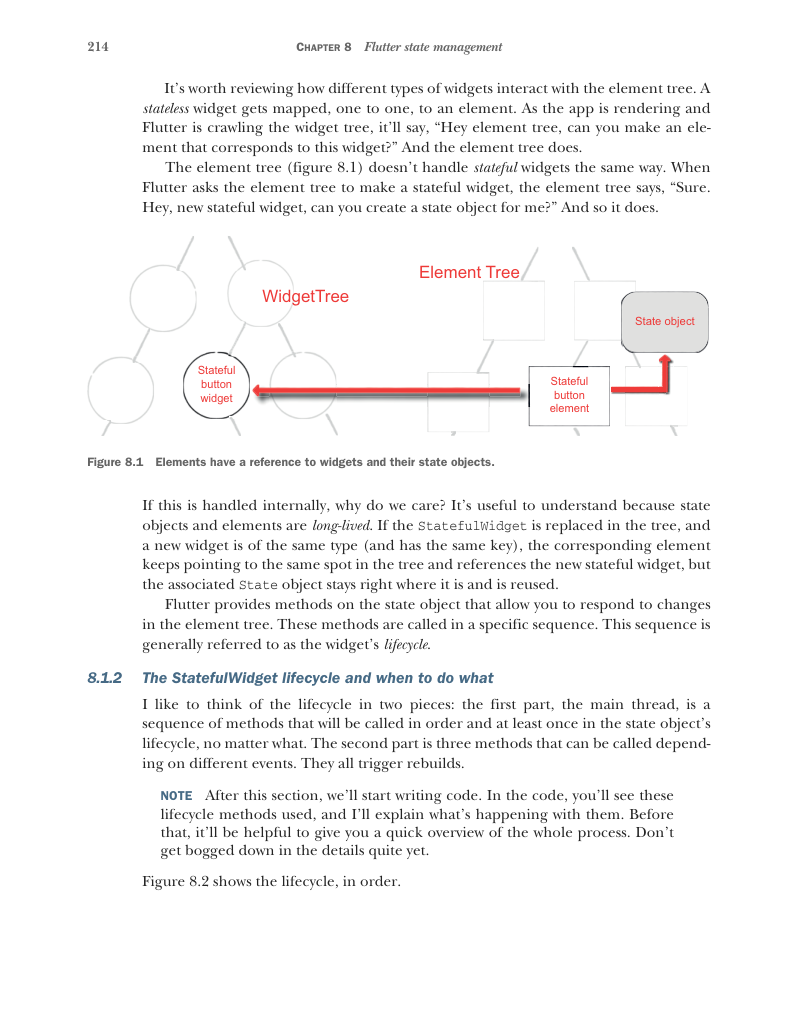 214
CHAPTER 8 Flutter state management
It’s worth reviewing how different types of widgets interact with the element tree. A
stateless widget gets mapped, one to one, to an element. As the app is rendering and
Flutter is crawling the widget tree, it’ll say, “Hey element tree, can you make an ele-
ment that corresponds to this widget?” And the element tree does.
The element tree (figure 8.1) doesn’t handle stateful widgets the same way. When
Flutter asks the element tree to make a stateful widget, the element tree says, “Sure.
Hey, new stateful widget, can you create a state object for me?” And so it does.
WidgetTree
Element Tree
State object
Stateful
button
widget
Stateful
button
element
Figure 8.1 Elements have a reference to widgets and their state objects.
If this is handled internally, why do we care? It’s useful to understand because state
objects and elements are long-lived. If the StatefulWidget is replaced in the tree, and
a new widget is of the same type (and has the same key), the corresponding element
keeps pointing to the same spot in the tree and references the new stateful widget, but
the associated State object stays right where it is and is reused.
Flutter provides methods on the state object that allow you to respond to changes
in the element tree. These methods are called in a specific sequence. This sequence is
generally referred to as the widget’s lifecycle.
8.1.2 The StatefulWidget lifecycle and when to do what
I like to think of the lifecycle in two pieces: the first part, the main thread, is a
sequence of methods that will be called in order and at least once in the state object’s
lifecycle, no matter what. The second part is three methods that can be called depend-
ing on different events. They all trigger rebuilds.
NOTE After this section, we’ll start writing code. In the code, you’ll see these
lifecycle methods used, and I’ll explain what’s happening with them. Before
that, it’ll be helpful to give you a quick overview of the whole process. Don’t
get bogged down in the details quite yet.
Figure 8.2 shows the lifecycle, in order.